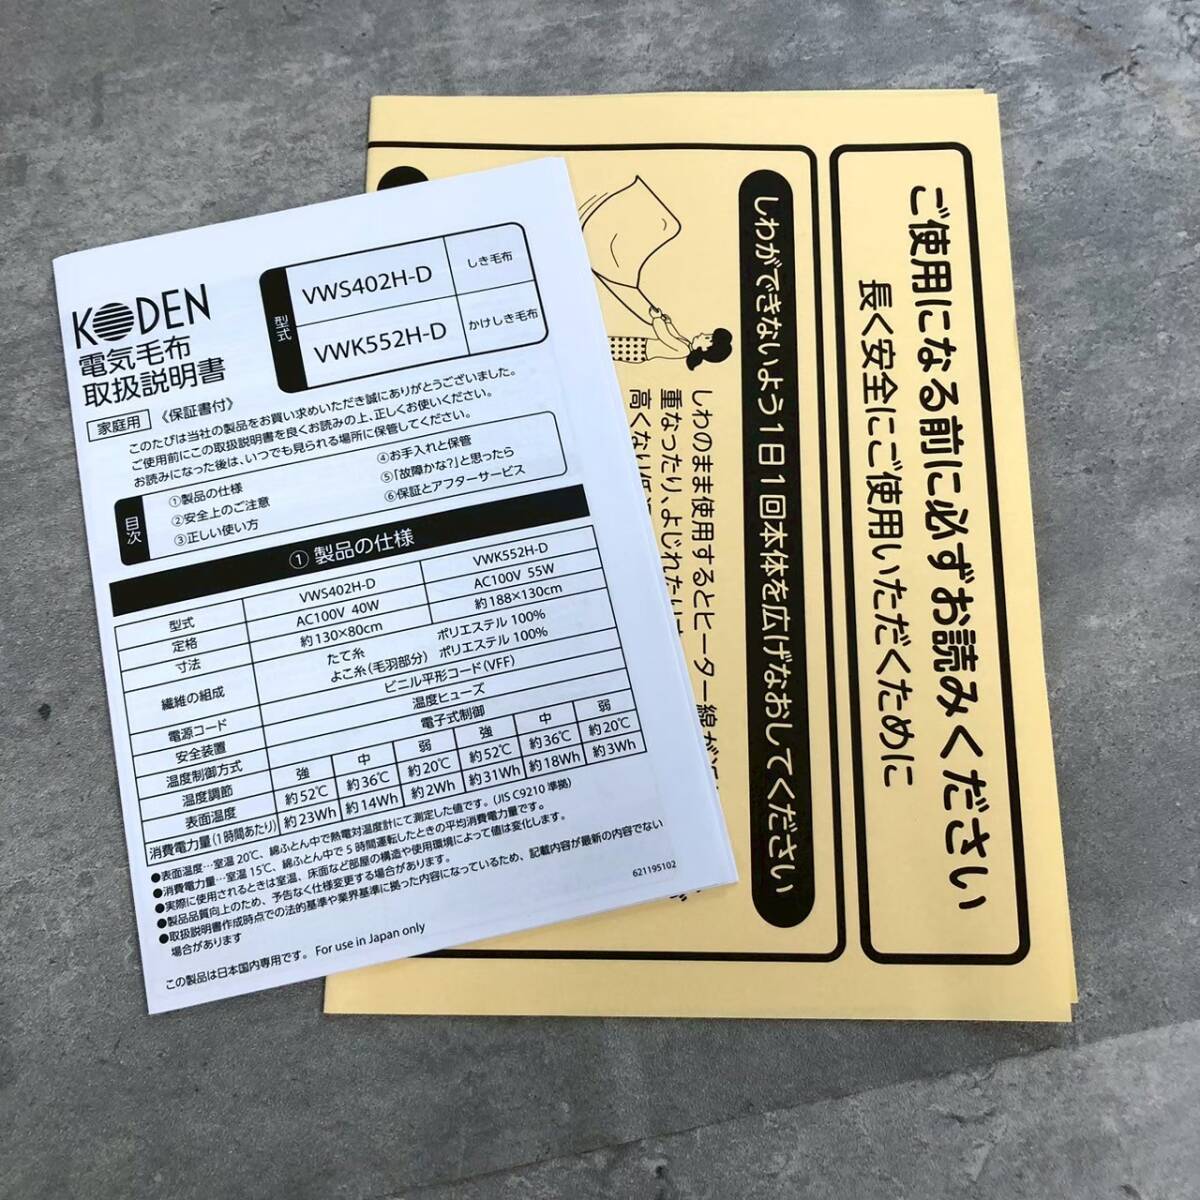 KODEN
電気毛布
取扱説明書
家庭用
《保証書付》
型式
VWS402H-D
しき毛布
VWK552H-D
かけしき毛布
このたびは当社の製品をお買い求めいただき誠にありがとうございました。
ご使用前にこの取扱説明書を良くお読みの上、正しくお使いください。
お読みになった後は、いつでも見られる場所に保管してください。
目次
①製品の仕様
②安全上のご注意
③正しい使い方
④お手入れと保管
⑤「故障かな?」と思ったら
⑥保証とアフターサービス
① 製品の仕様
型式 VWS402H-D VWK552H-D
定格 AC100V 40W AC100V 55W
寸法 約130×80cm 約188×130cm
繊維の組成 たて糸 ポリエステル100%
よこ糸(毛羽部分) ポリエステル100%
電源コード ビニル平形コード(VFF)
安全装置 温度ヒューズ
温度制御方式 電子式制御
温度調節 強 中 弱 強 中 弱
表面温度 約52℃ 約36℃ 約20℃ 約52℃ 約36℃ 約20℃
消費電力量(1時間あたり) 約23Wh 約14Wh 約2Wh 約31Wh 約18Wh 約3Wh
●表面温度…室温20℃、綿ふとん中で熱電対温度計にて測定した値です。(JIS C9210準拠)
●消費電力量…室温15℃、綿ふとん中で5時間運転したときの平均消費電力量です。
●実際に使用されるときは室温、床面など部屋の構造や使用環境によって値は変化します。
●製品品質向上のため、予告なく仕様変更する場合があります。
●取扱説明書作成時点での法的基準や業界基準に拠った内容になっているため、記載内容が最新の内容でない
場合があります
621195102
この製品は日本国内専用です。 For use in Japan only
ご使用になる前に必ずお読みください
長く安全にご使用いただくために
しわができないよう1日1回本体を広げなおしてください
しわのまま使用するとヒーター線が
重なったり、よじれたり
高くなり